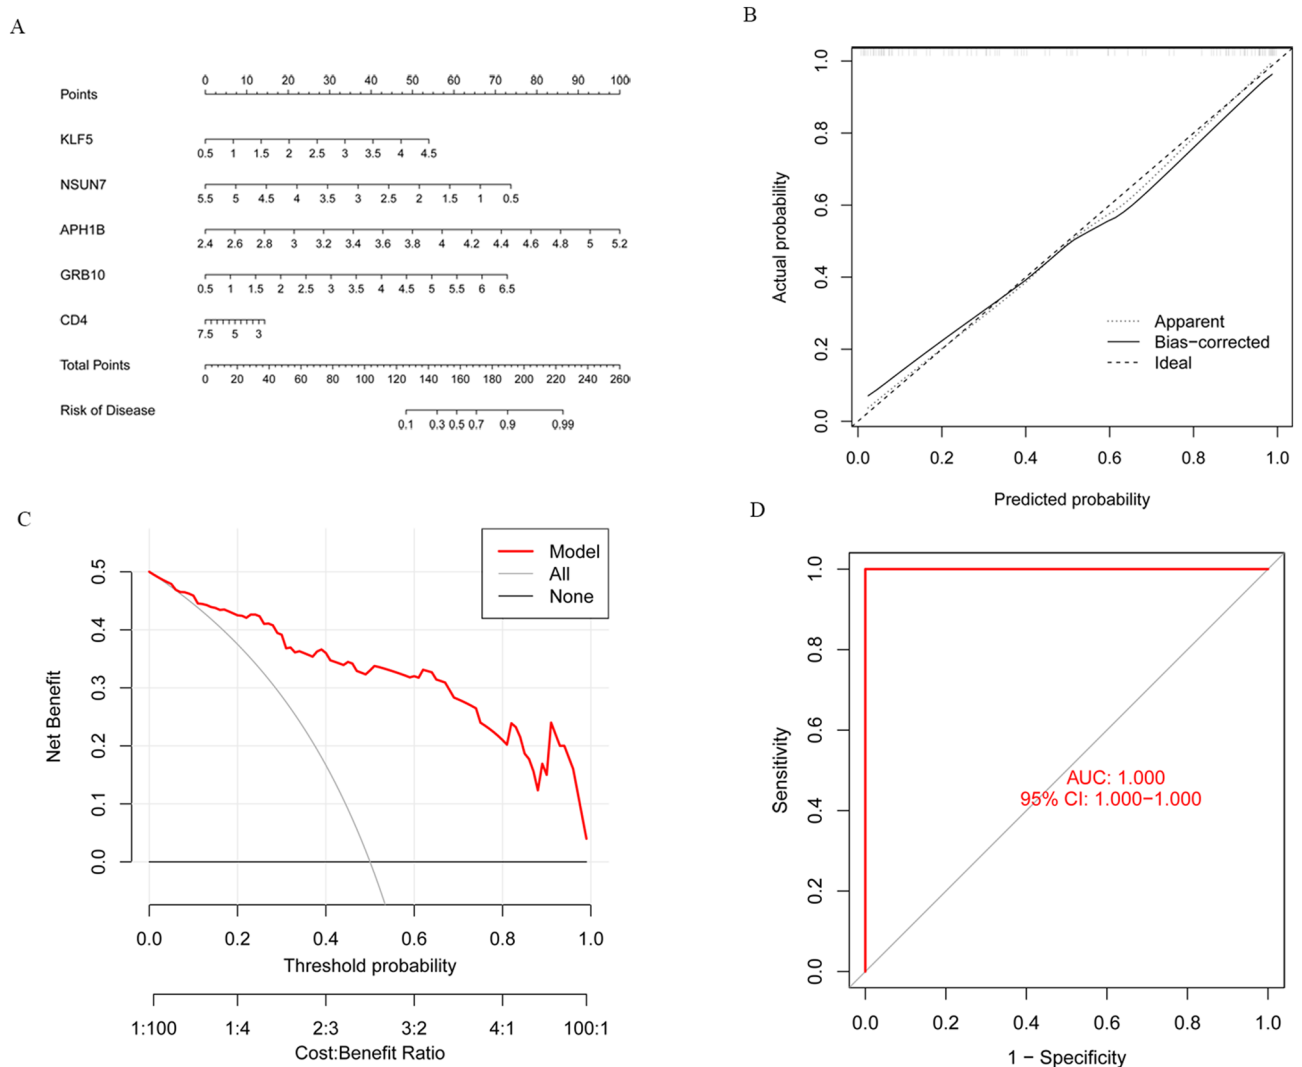 A
0 10 20 30 40 50 60 70 80 90 100
Points
KLF5
0.5 1 1.5 2 2.5 3 3.5 4 4.5
NSUN7
5.5 5 4.5 4 3.5 3 2.5 2 1.5 1 0.5
APH1B
2.4 2.6 2.8 3 3.2 3.4 3.6 3.8 4 4.2 4.4 4.6 4.8 5 5.2
GRB10
0.5 1 1.5 2 2.5 3 3.5 4 4.5 5 5.5 6 6.5
CD4
7.5 5 3
Total Points
0 20 40 60 80 100 120 140 160 180 200 220 240 260
Risk of Disease
0.1 0.3 0.5 0.7 0.9 0.99
B
Actual probability
1.0
0.8
0.6
0.4
0.2
0.0
Apparent
Bias−corrected
Ideal
0.0 0.2 0.4 0.6 0.8 1.0
Predicted probability
C
Net Benefit
0.5
0.4
0.3
0.2
0.1
0.0
Model
All
None
0.0 0.2 0.4 0.6 0.8 1.0
Threshold probability
1:100 1:4 2:3 3:2 4:1 100:1
Cost:Benefit Ratio
D
Sensitivity
1.0
0.8
0.6
0.4
0.2
0.0
AUC: 1.000
95% CI: 1.000−1.000
0.0 0.2 0.4 0.6 0.8 1.0
1 − Specificity